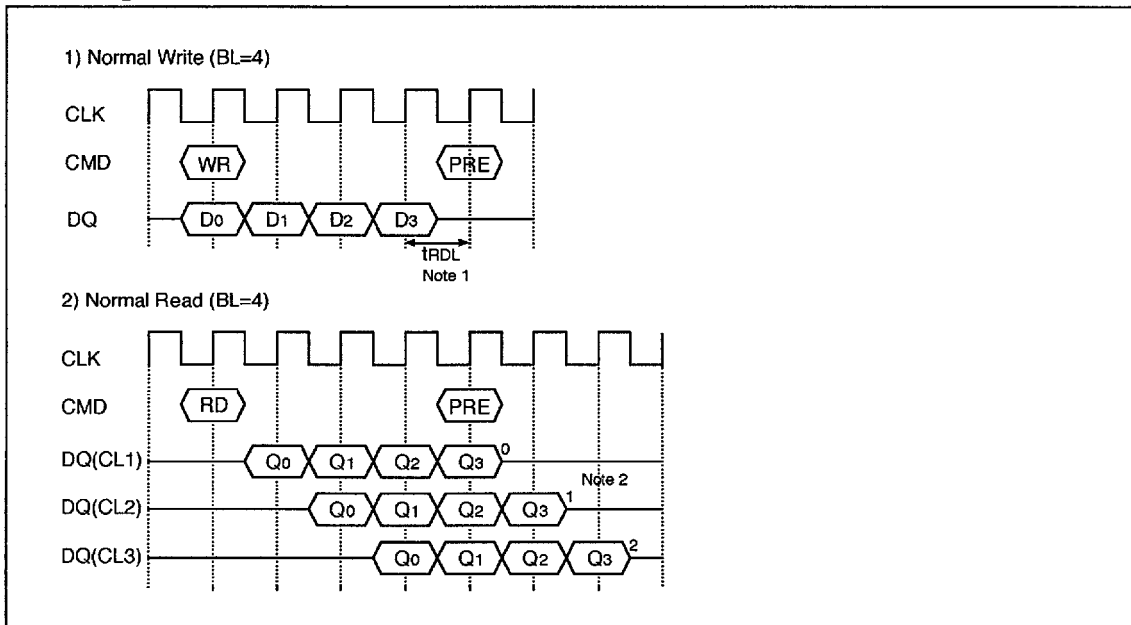 1) Normal Write (BL=4)
CLK
CMD WR PRE
DQ D0 D1 D2 D3
tRDL
Note 1
2) Normal Read (BL=4)
CLK
CMD RD PRE
DQ(CL1) Q0 Q1 Q2 Q3 0
Note 2
DQ(CL2) Q0 Q1 Q2 Q3 1
DQ(CL3) Q0 Q1 Q2 Q3 2